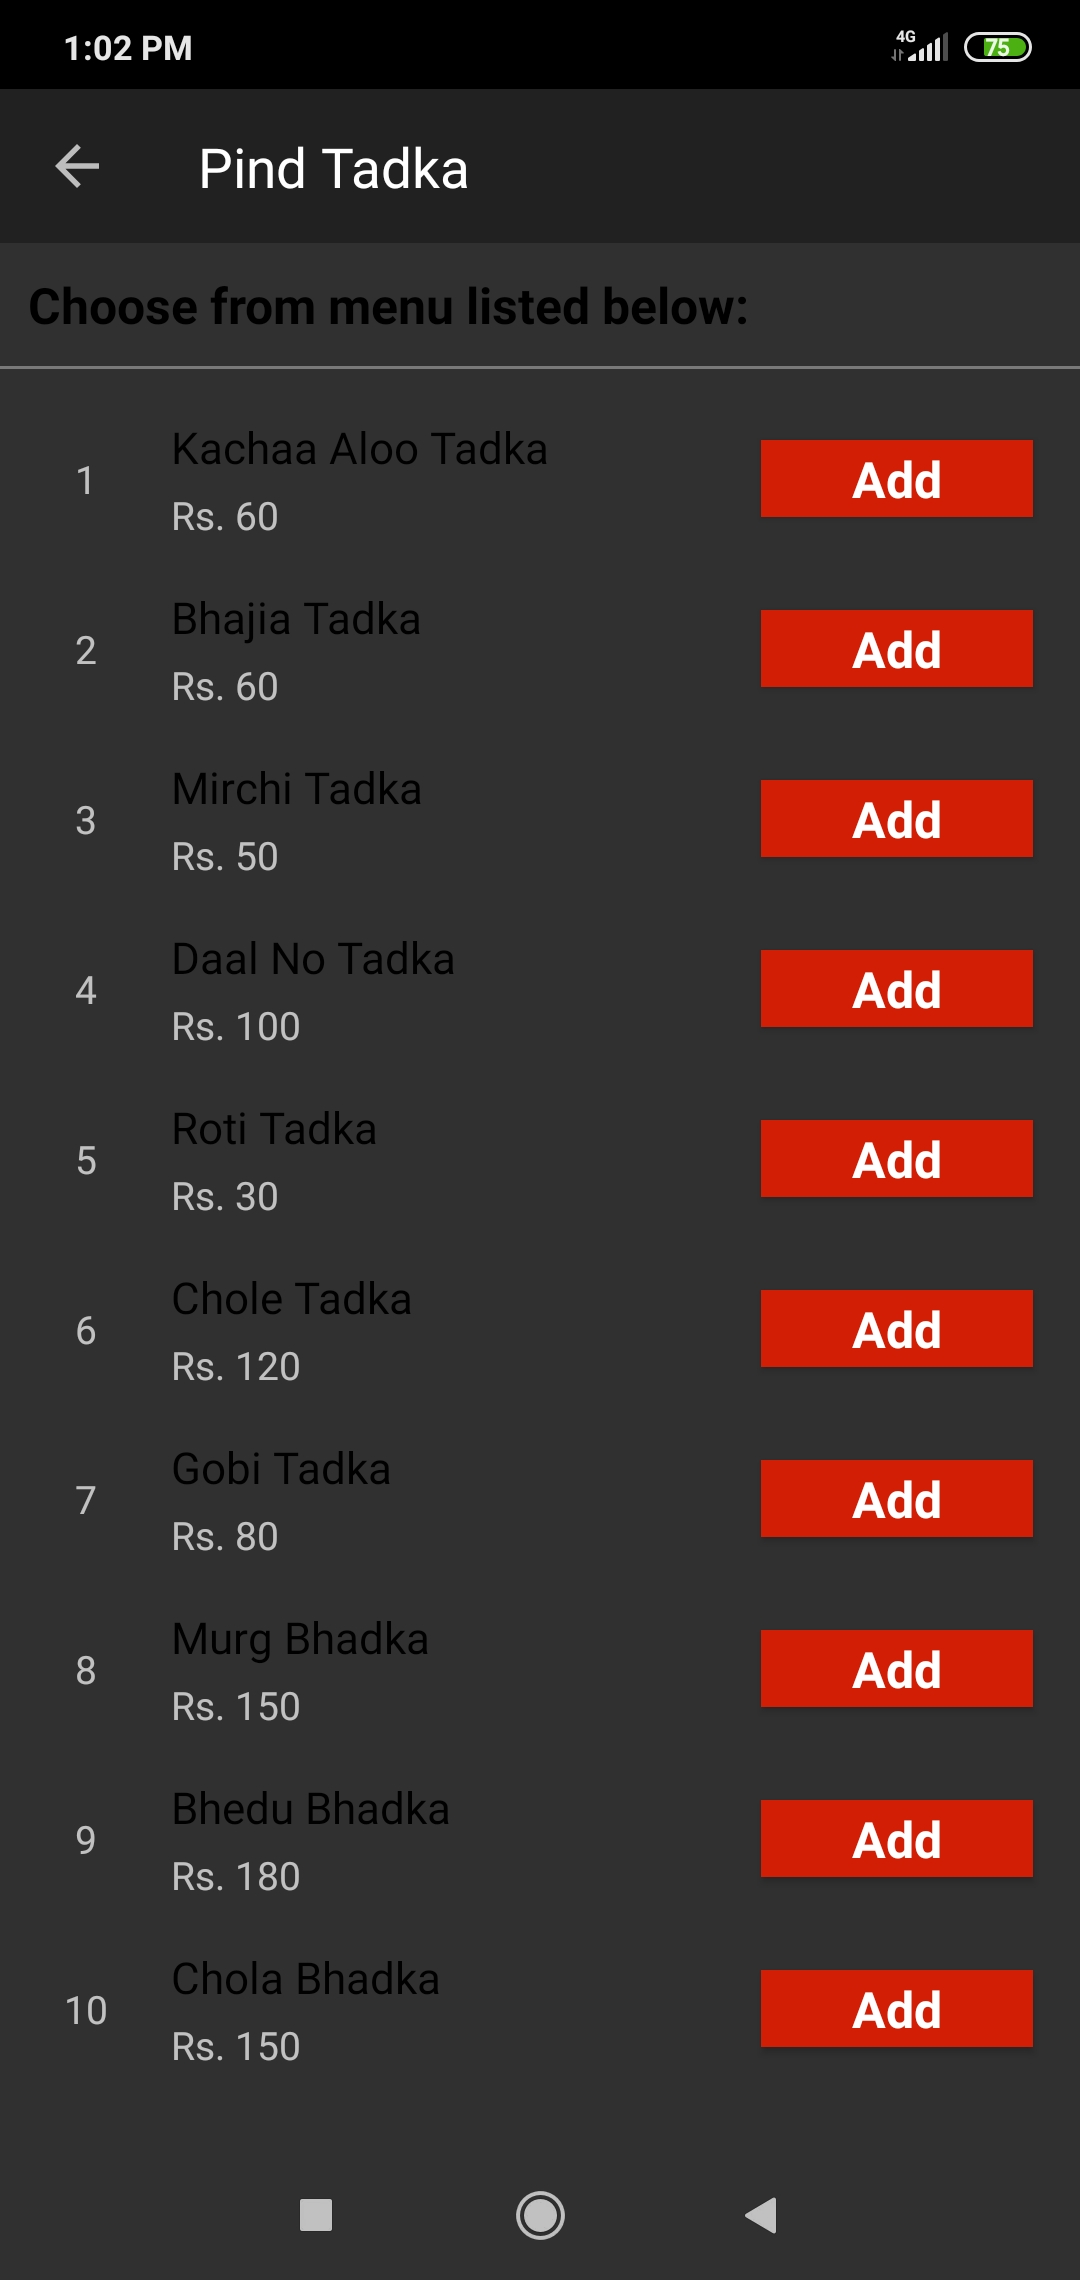 1:02 PM
4G
75
Pind Tadka
Choose from menu listed below:
1
Kachaa Aloo Tadka
Rs. 60
Add
2
Bhajia Tadka
Rs. 60
Add
3
Mirchi Tadka
Rs. 50
Add
4
Daal No Tadka
Rs. 100
Add
5
Roti Tadka
Rs. 30
Add
6
Chole Tadka
Rs. 120
Add
7
Gobi Tadka
Rs. 80
Add
8
Murg Bhadka
Rs. 150
Add
9
Bhedu Bhadka
Rs. 180
Add
10
Chola Bhadka
Rs. 150
Add